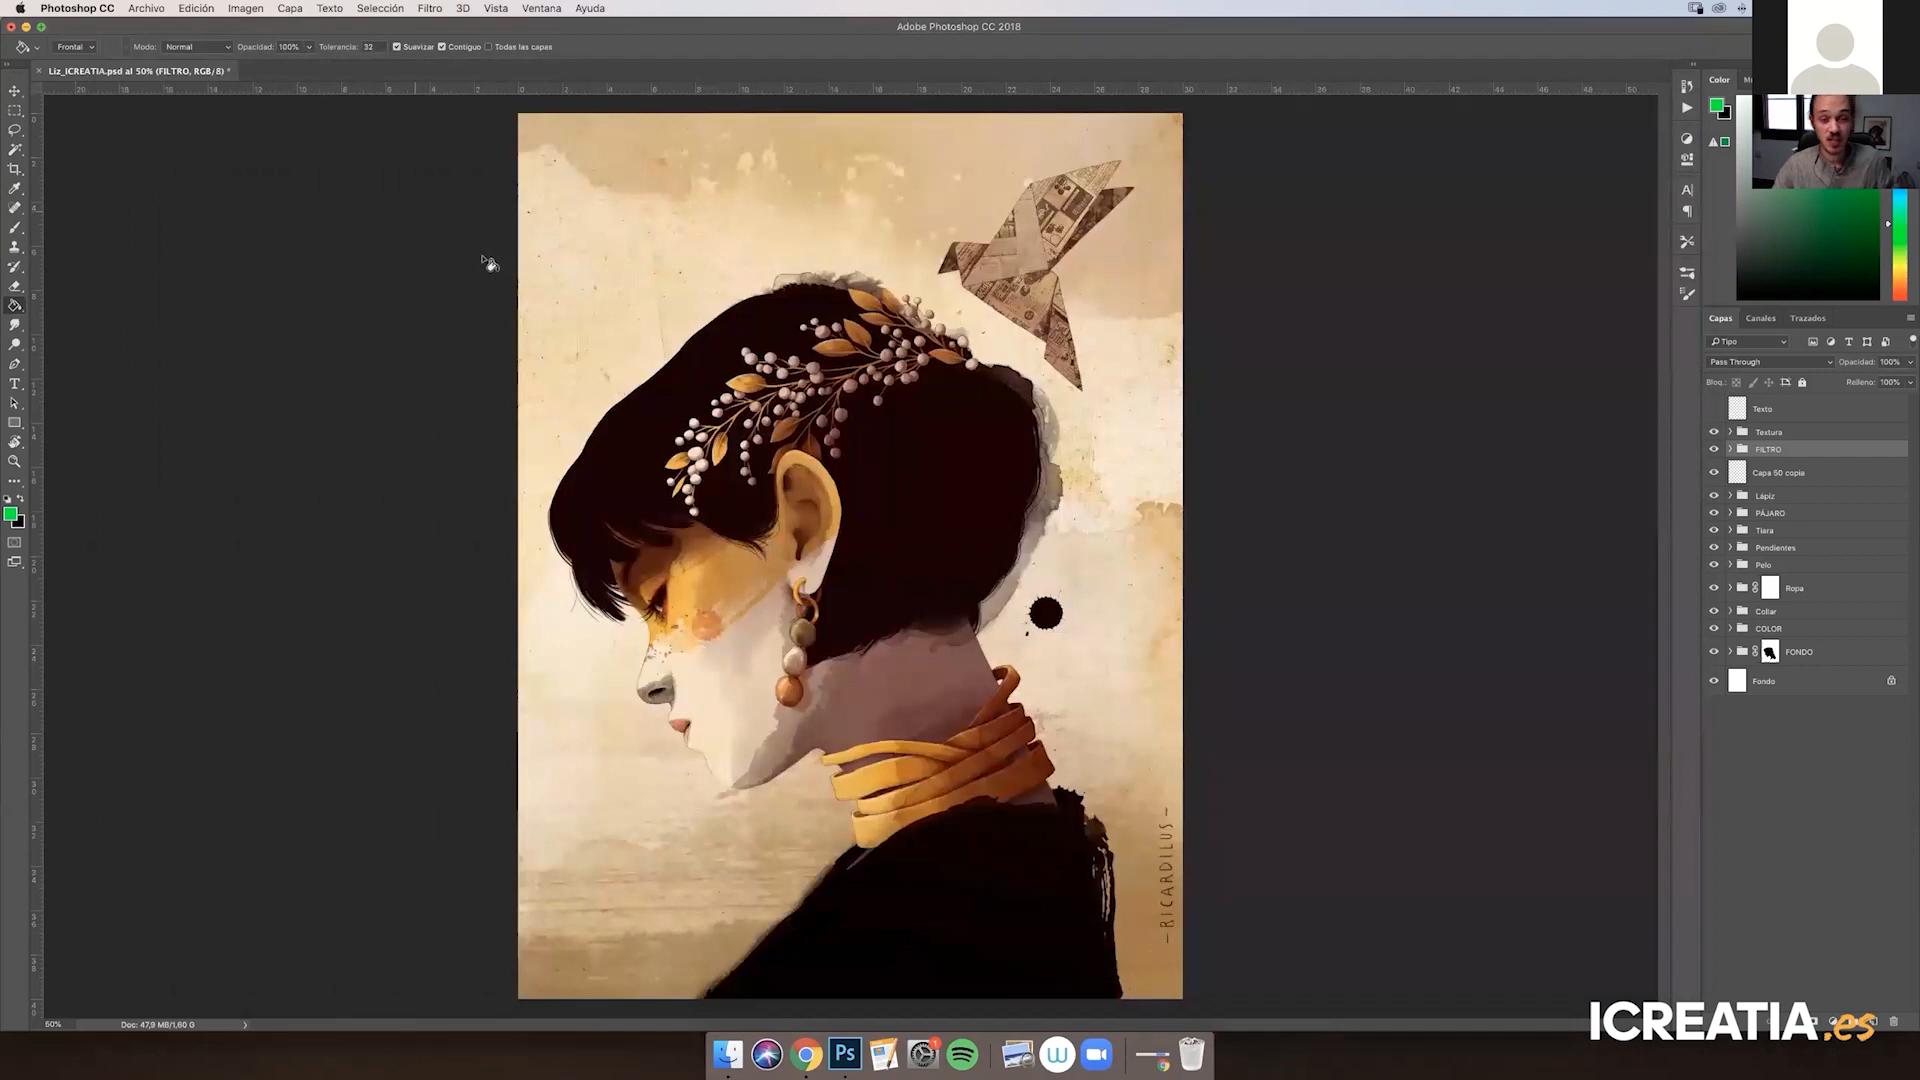 Photoshop CC Archivo Edición Imagen Capa Texto Selección Filtro 3D Vista Ventana Ayuda
Adobe Photoshop CC 2018
Frontal Modo: Normal Opacidad: 100% Tolerancia: 32 Suavizar Contiguo Todas las capas
Liz_ICREATIA.psd al 50% (FILTRO, RGB/8) *
Color
Capas Canales Trazados
Tipo
Pass Through Opacidad: 100%
Bloq.: Relleno: 100%
Texto
Textura
FILTRO
Capa 50 copia
Lápiz
PÁJARO
Tiara
Pendientes
Pelo
Ropa
Collar
COLOR
FONDO
Fondo
—RICARDILUS—
50% Doc: 47,9 MB/1,60 G
ICREATIA.es
Ps
W
1